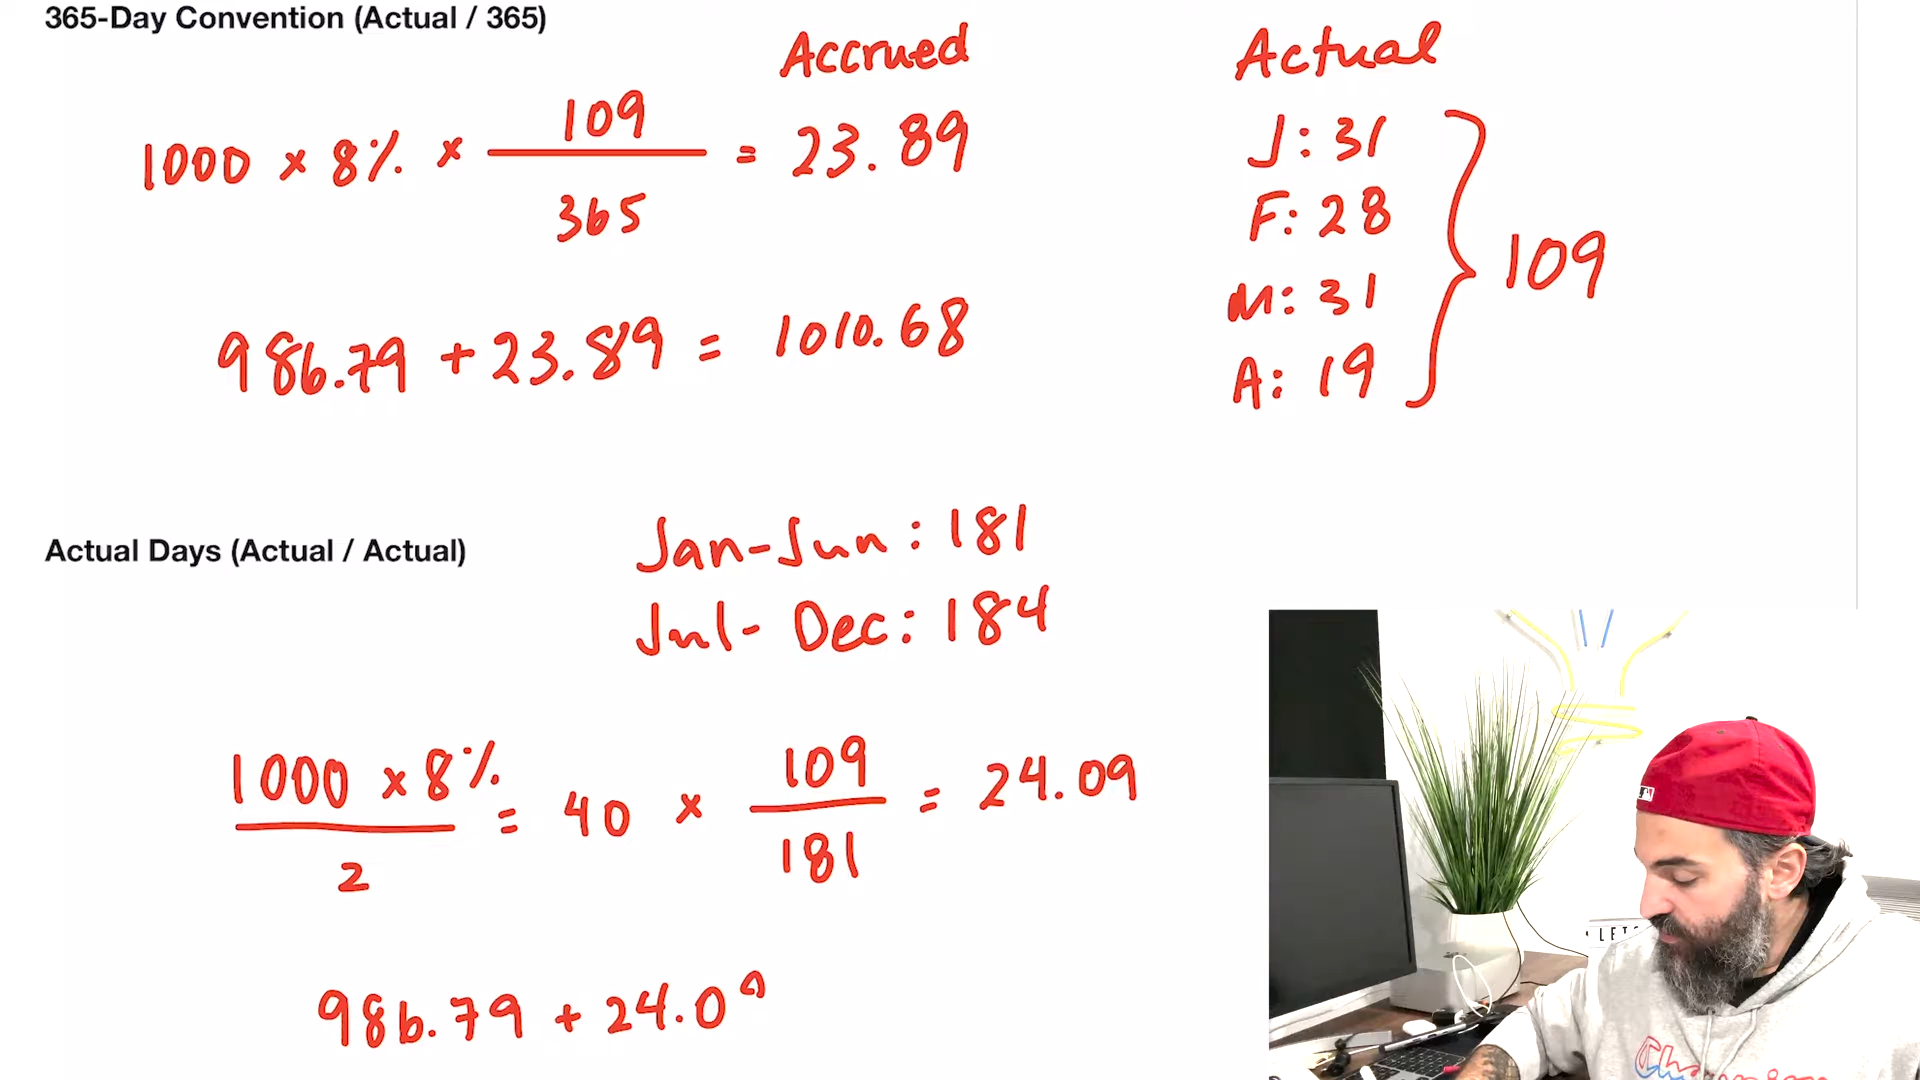 365-Day Convention (Actual / 365)
Accrued
1000 × 8% × 109/365 = 23.89
986.79 + 23.89 = 1010.68
Actual
J: 31
F: 28
M: 31
A: 19
109
Actual Days (Actual / Actual)
Jan-Jun: 181
Jul-Dec: 184
1000 × 8%/2 = 40 × 109/181 = 24.09
986.79 + 24.0
LET